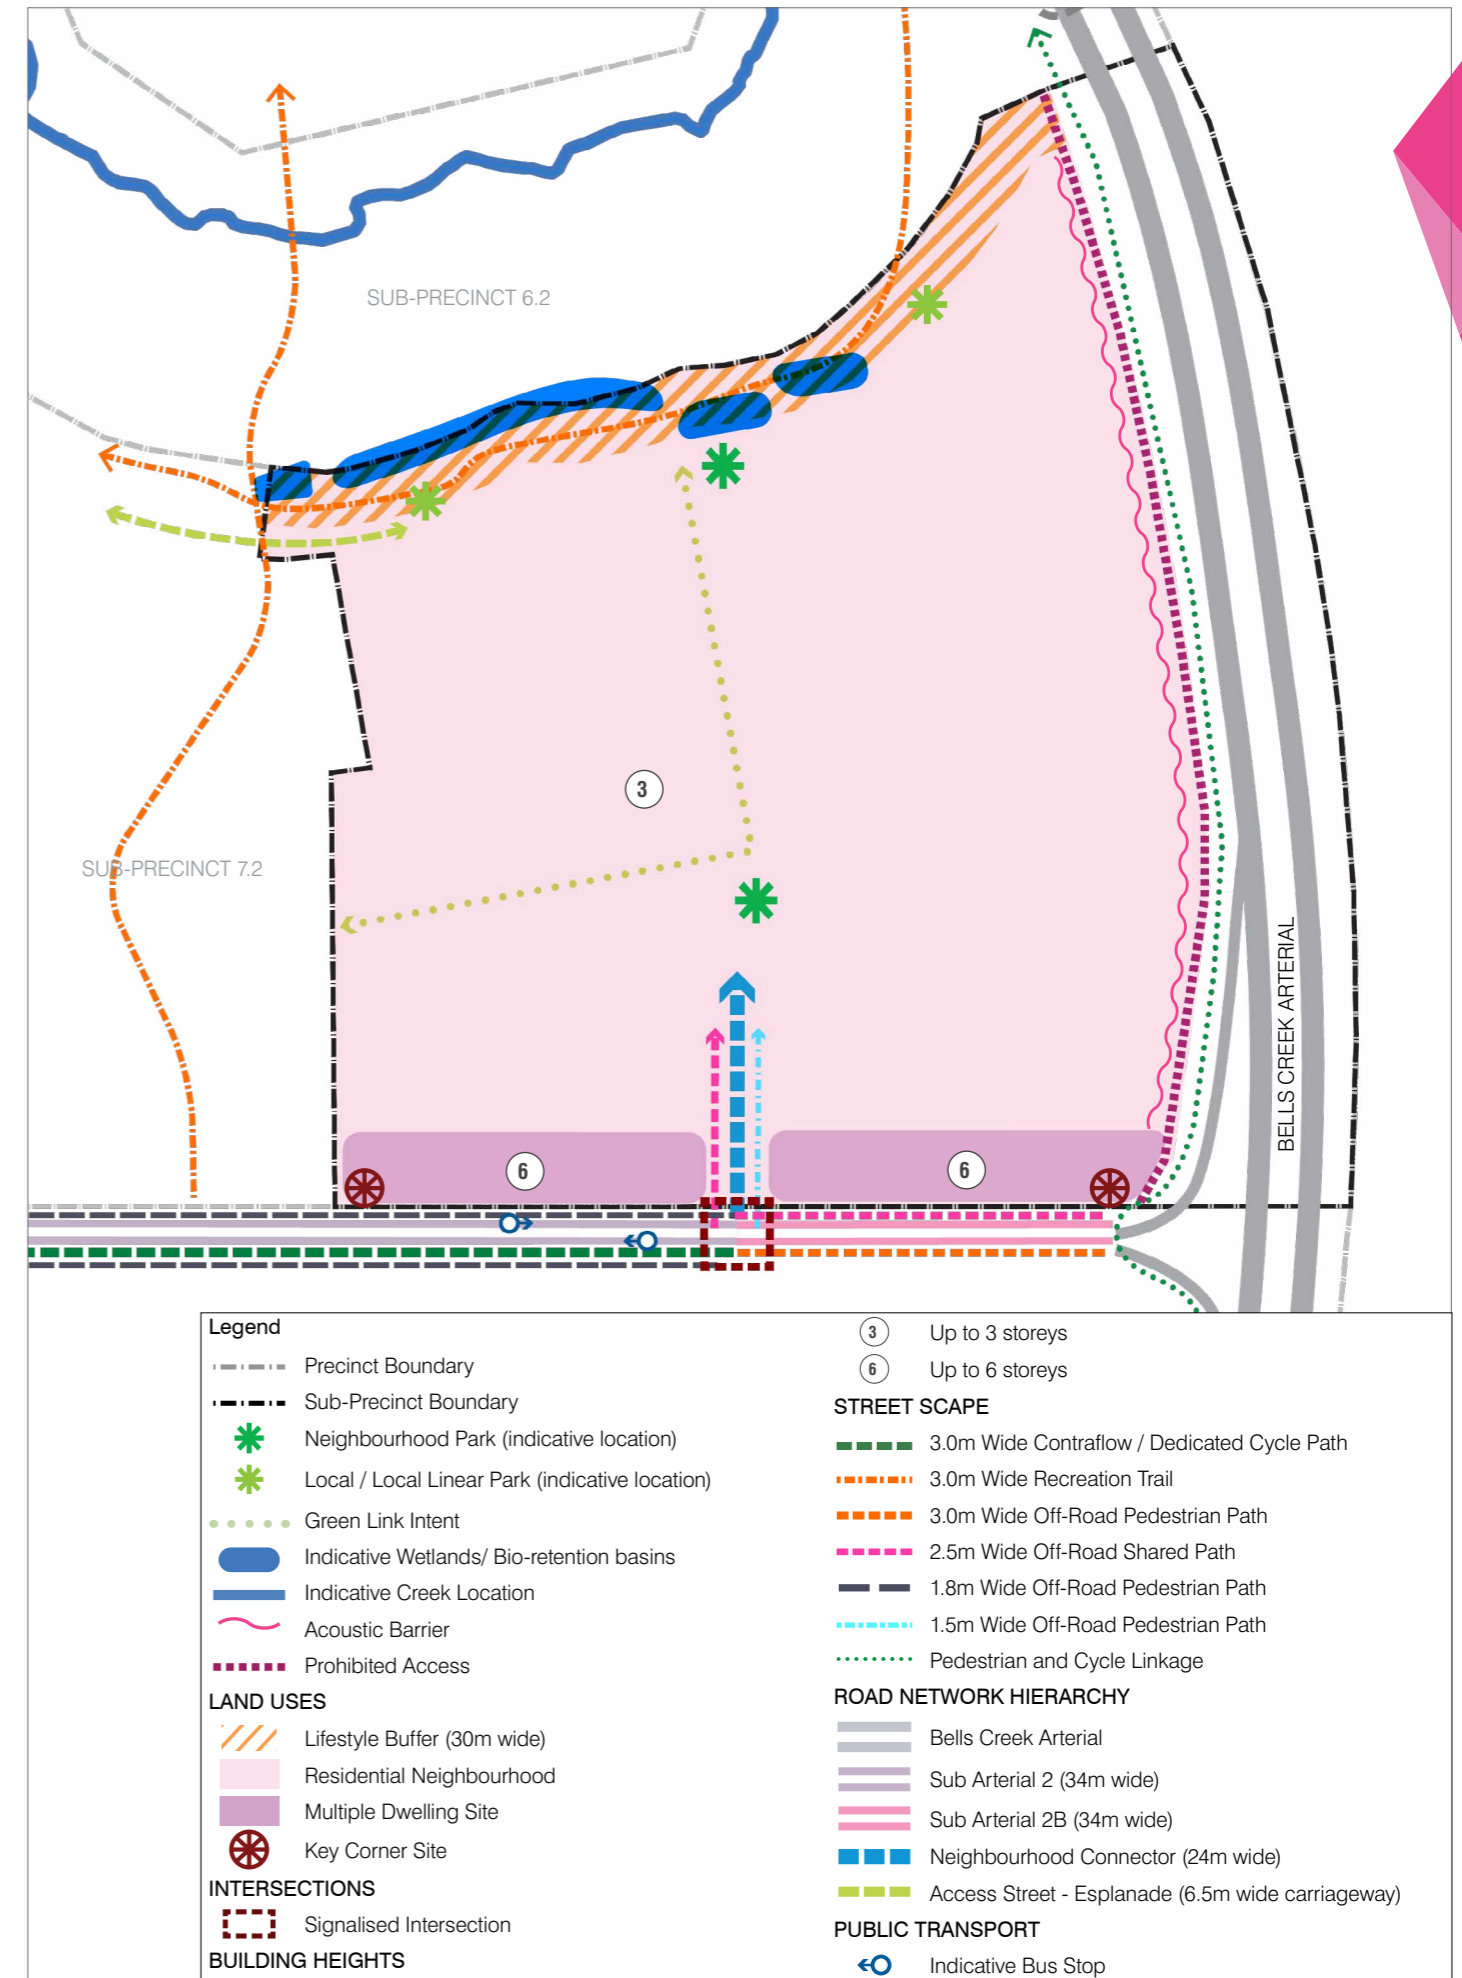 SUB-PRECINCT 6.2
3
SUB-PRECINCT 7.2
BELLS CREEK ARTERIAL
6
6
Legend
Precinct Boundary
Sub-Precinct Boundary
Neighbourhood Park (indicative location)
Local / Local Linear Park (indicative location)
Green Link Intent
Indicative Wetlands/ Bio-retention basins
Indicative Creek Location
Acoustic Barrier
Prohibited Access
LAND USES
Lifestyle Buffer (30m wide)
Residential Neighbourhood
Multiple Dwelling Site
Key Corner Site
INTERSECTIONS
Signalised Intersection
BUILDING HEIGHTS
3 Up to 3 storeys
6 Up to 6 storeys
STREET SCAPE
3.0m Wide Contraflow / Dedicated Cycle Path
3.0m Wide Recreation Trail
3.0m Wide Off-Road Pedestrian Path
2.5m Wide Off-Road Shared Path
1.8m Wide Off-Road Pedestrian Path
1.5m Wide Off-Road Pedestrian Path
Pedestrian and Cycle Linkage
ROAD NETWORK HIERARCHY
Bells Creek Arterial
Sub Arterial 2 (34m wide)
Sub Arterial 2B (34m wide)
Neighbourhood Connector (24m wide)
Access Street - Esplanade (6.5m wide carriageway)
PUBLIC TRANSPORT
Indicative Bus Stop